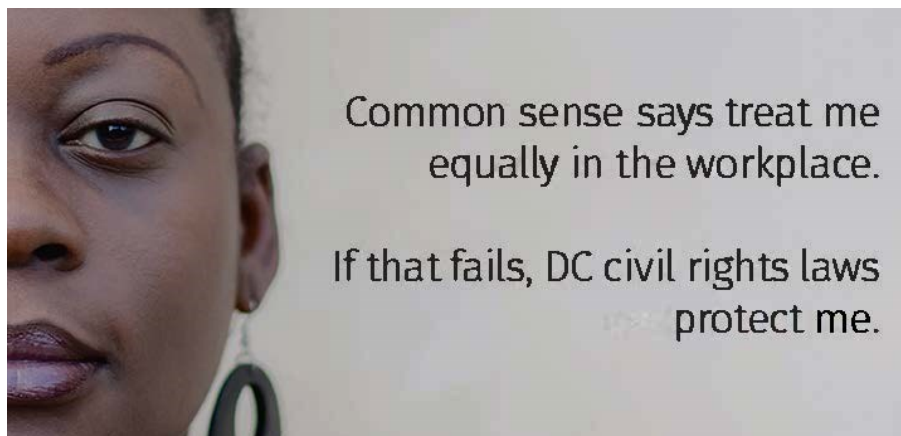 Common sense says treat me
equally in the workplace.
If that fails, DC civil rights laws
protect me.